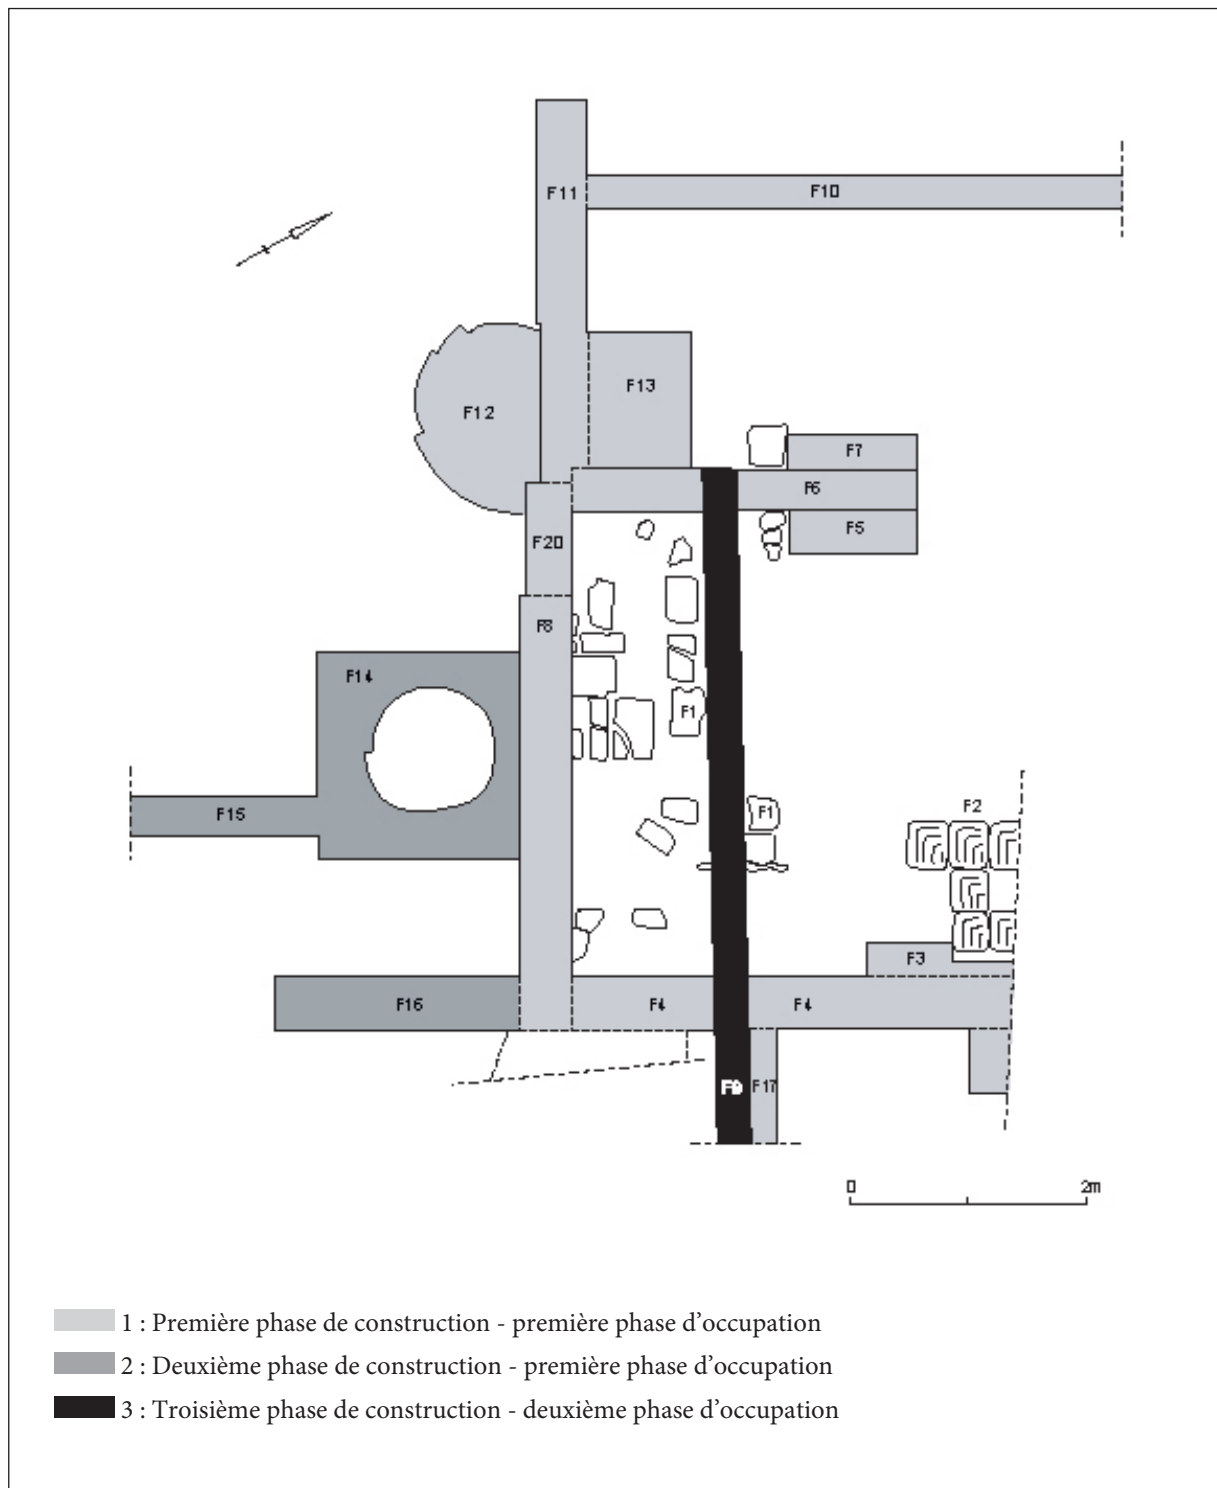 F11
F10
F13
F12
F7
F6
F5
F20
F8
F14
F1
F15
F1
F2
F3
F16
F4
F4
F9
F17
0
2m
1 : Première phase de construction - première phase d’occupation
2 : Deuxième phase de construction - première phase d’occupation
3 : Troisième phase de construction - deuxième phase d’occupation